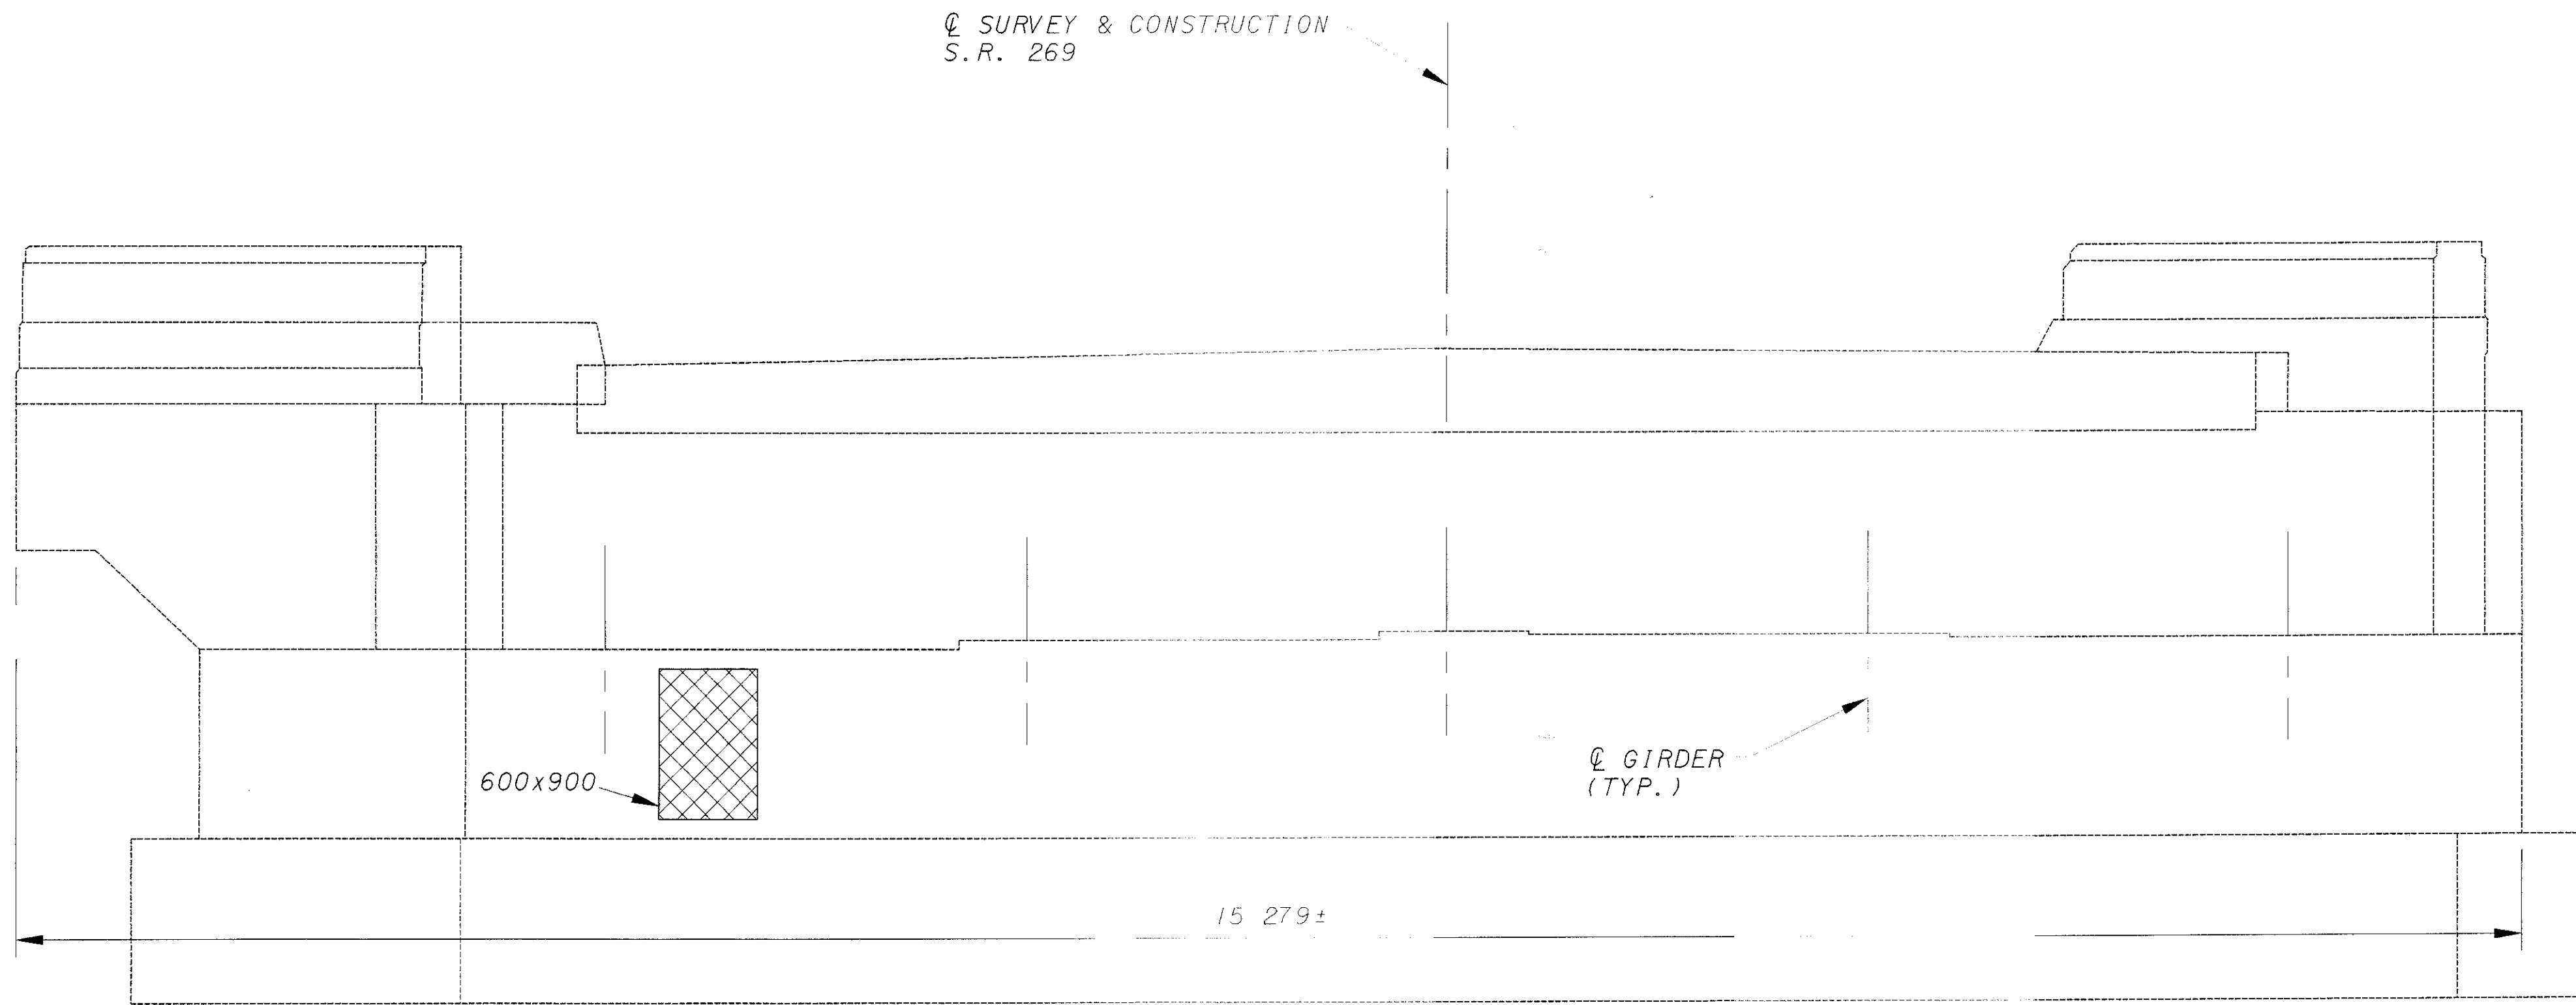 ℄ SURVEY & CONSTRUCTION
S.R. 269
600x900
℄ GIRDER
(TYP.)
15 279±